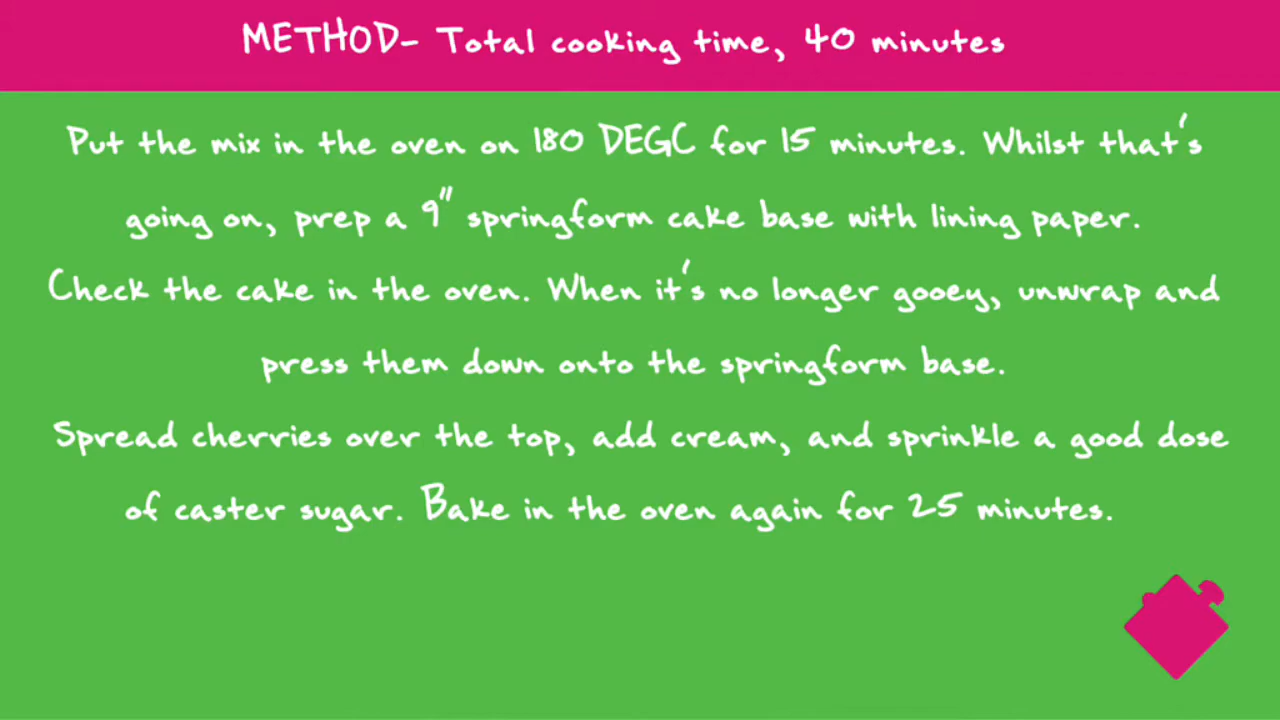 METHOD- Total cooking time, 40 minutes
Put the mix in the oven on 180 DEGC for 15 minutes. Whilst that's
going on, prep a 9" springform cake base with lining paper.
Check the cake in the oven. When it's no longer gooey, unwrap and
press them down onto the springform base.
Spread cherries over the top, add cream, and sprinkle a good dose
of caster sugar. Bake in the oven again for 25 minutes.